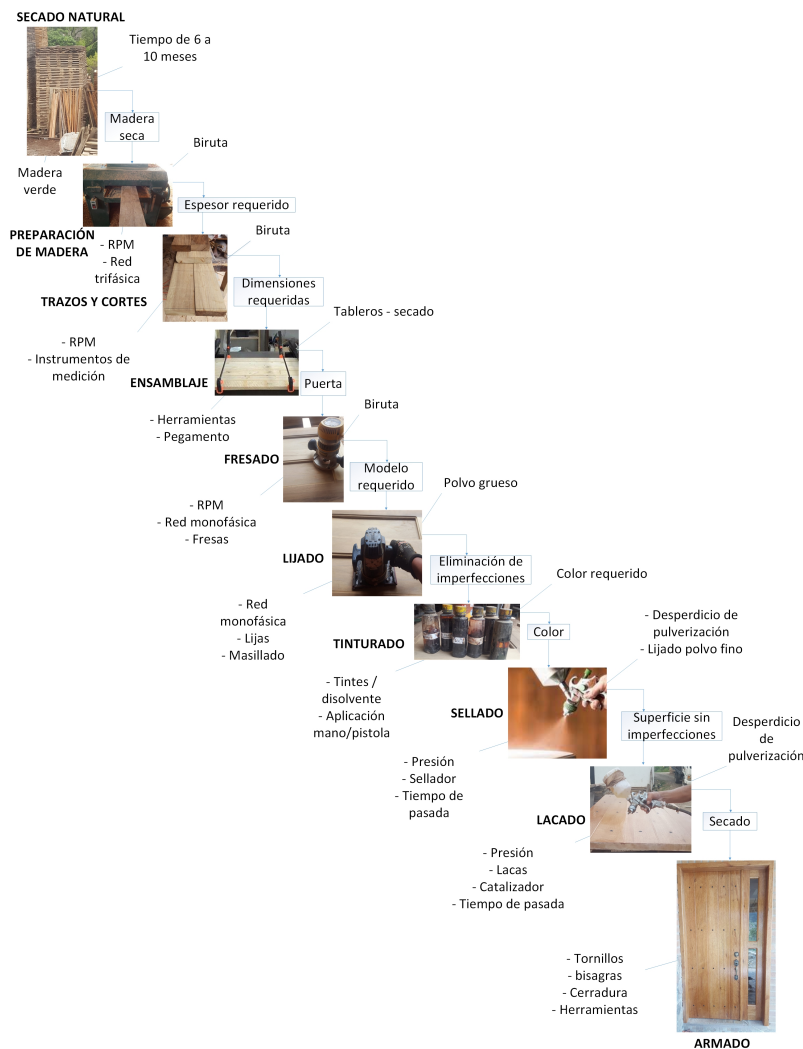 SECADO NATURAL
Tiempo de 6 a
10 meses
Madera
seca
Madera
verde
Biruta
Espesor requerido
PREPARACIÓN
DE MADERA
- RPM
- Red
trifásica
Biruta
TRAZOS Y CORTES
Dimensiones
requeridas
- RPM
- Instrumentos de
medición
Tableros - secado
ENSAMBLAJE
Puerta
- Herramientas
- Pegamento
Biruta
FRESADO
Modelo
requerido
- RPM
- Red monofásica
- Fresas
Polvo grueso
LIJADO
Eliminación de
imperfecciones
- Red
monofásica
- Lijas
- Masillado
Color requerido
TINTURADO
Color
- Tintes /
disolvente
- Aplicación
mano/pistola
- Desperdicio de
pulverización
- Lijado polvo fino
SELLADO
Superficie sin
imperfecciones
- Presión
- Sellador
- Tiempo de
pasada
Desperdicio
de
pulverización
LACADO
Secado
- Presión
- Lacas
- Catalizador
- Tiempo de pasada
- Tornillos
- bisagras
- Cerradura
- Herramientas
ARMADO